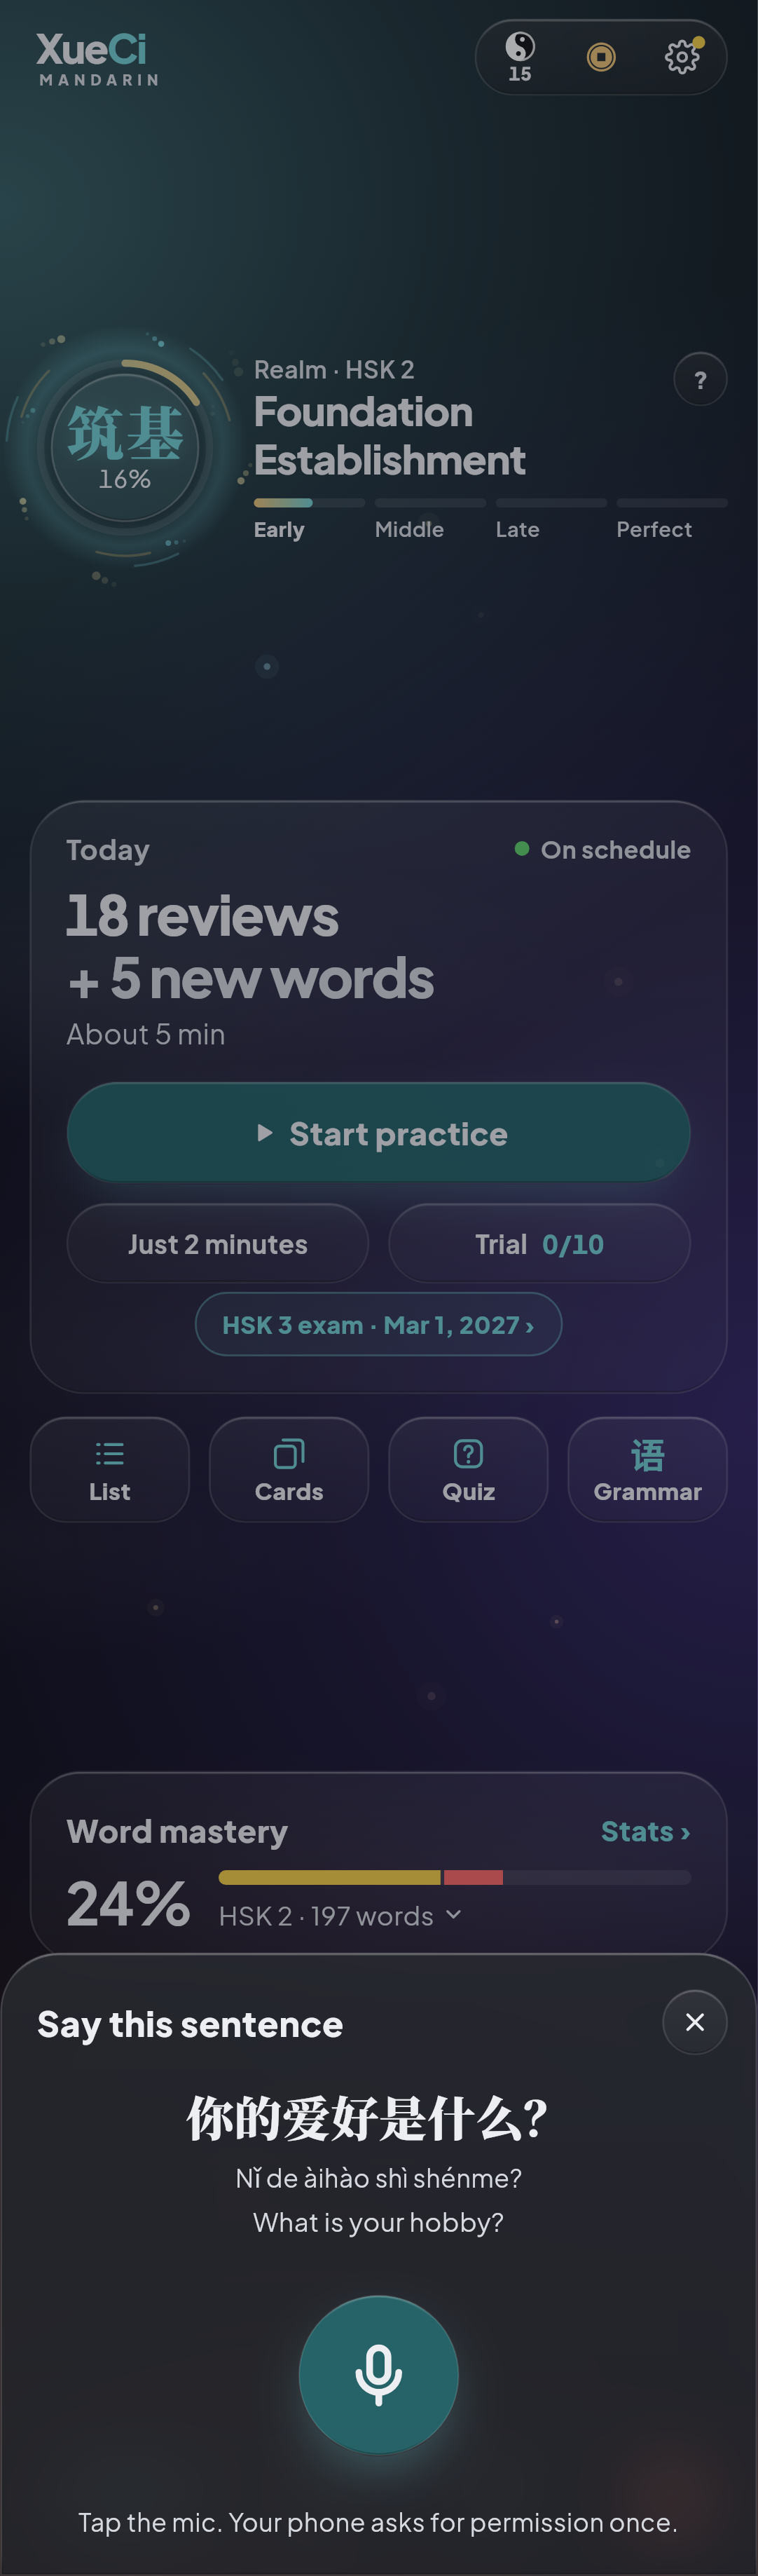 XueCi
MANDARIN
15
Realm · HSK 2
?
Foundation
Establishment
筑基
16%
Early Middle Late Perfect
Today
On schedule
18 reviews
+ 5 new words
About 5 min
Start practice
Just 2 minutes
Trial 0/10
HSK 3 exam · Mar 1, 2027 ›
List
Cards
?
Quiz
语
Grammar
Word mastery
Stats ›
24%
HSK 2 · 197 words
Say this sentence
你的爱好是什么？
Nǐ de àihào shì shénme?
What is your hobby?
Tap the mic. Your phone asks for permission once.